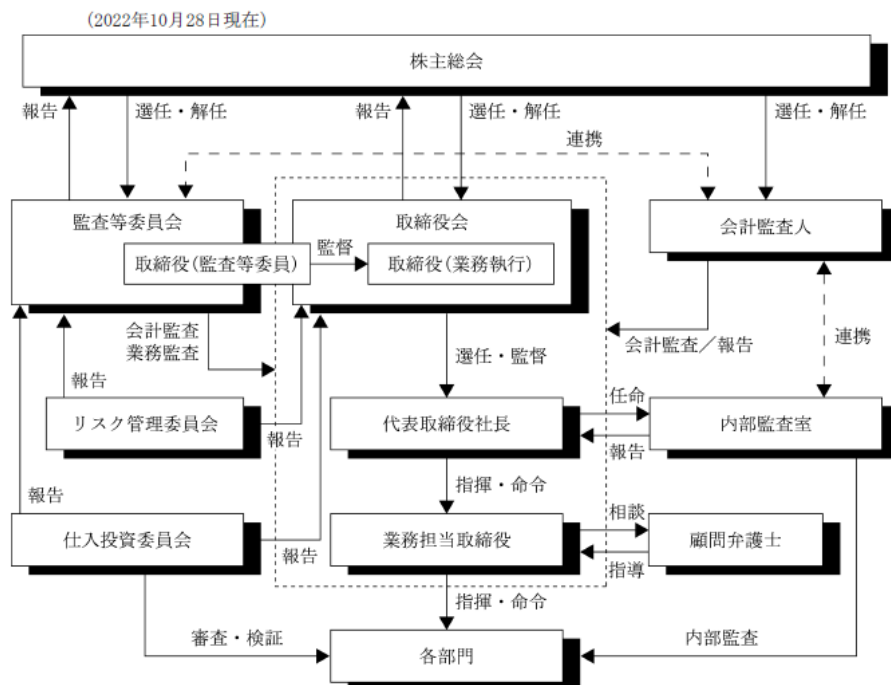 (2022年10月28日現在)
株主総会
報告
選任・解任
報告
選任・解任
選任・解任
連携
監査等委員会
取締役会
会計監査人
取締役(監査等委員)
監督
取締役(業務執行)
会計監査
業務監査
選任・監督
会計監査／報告
連携
報告
リスク管理委員会
報告
代表取締役社長
任命
報告
内部監査室
報告
指揮・命令
仕入投資委員会
報告
業務担当取締役
相談
指導
顧問弁護士
指揮・命令
審査・検証
各部門
内部監査